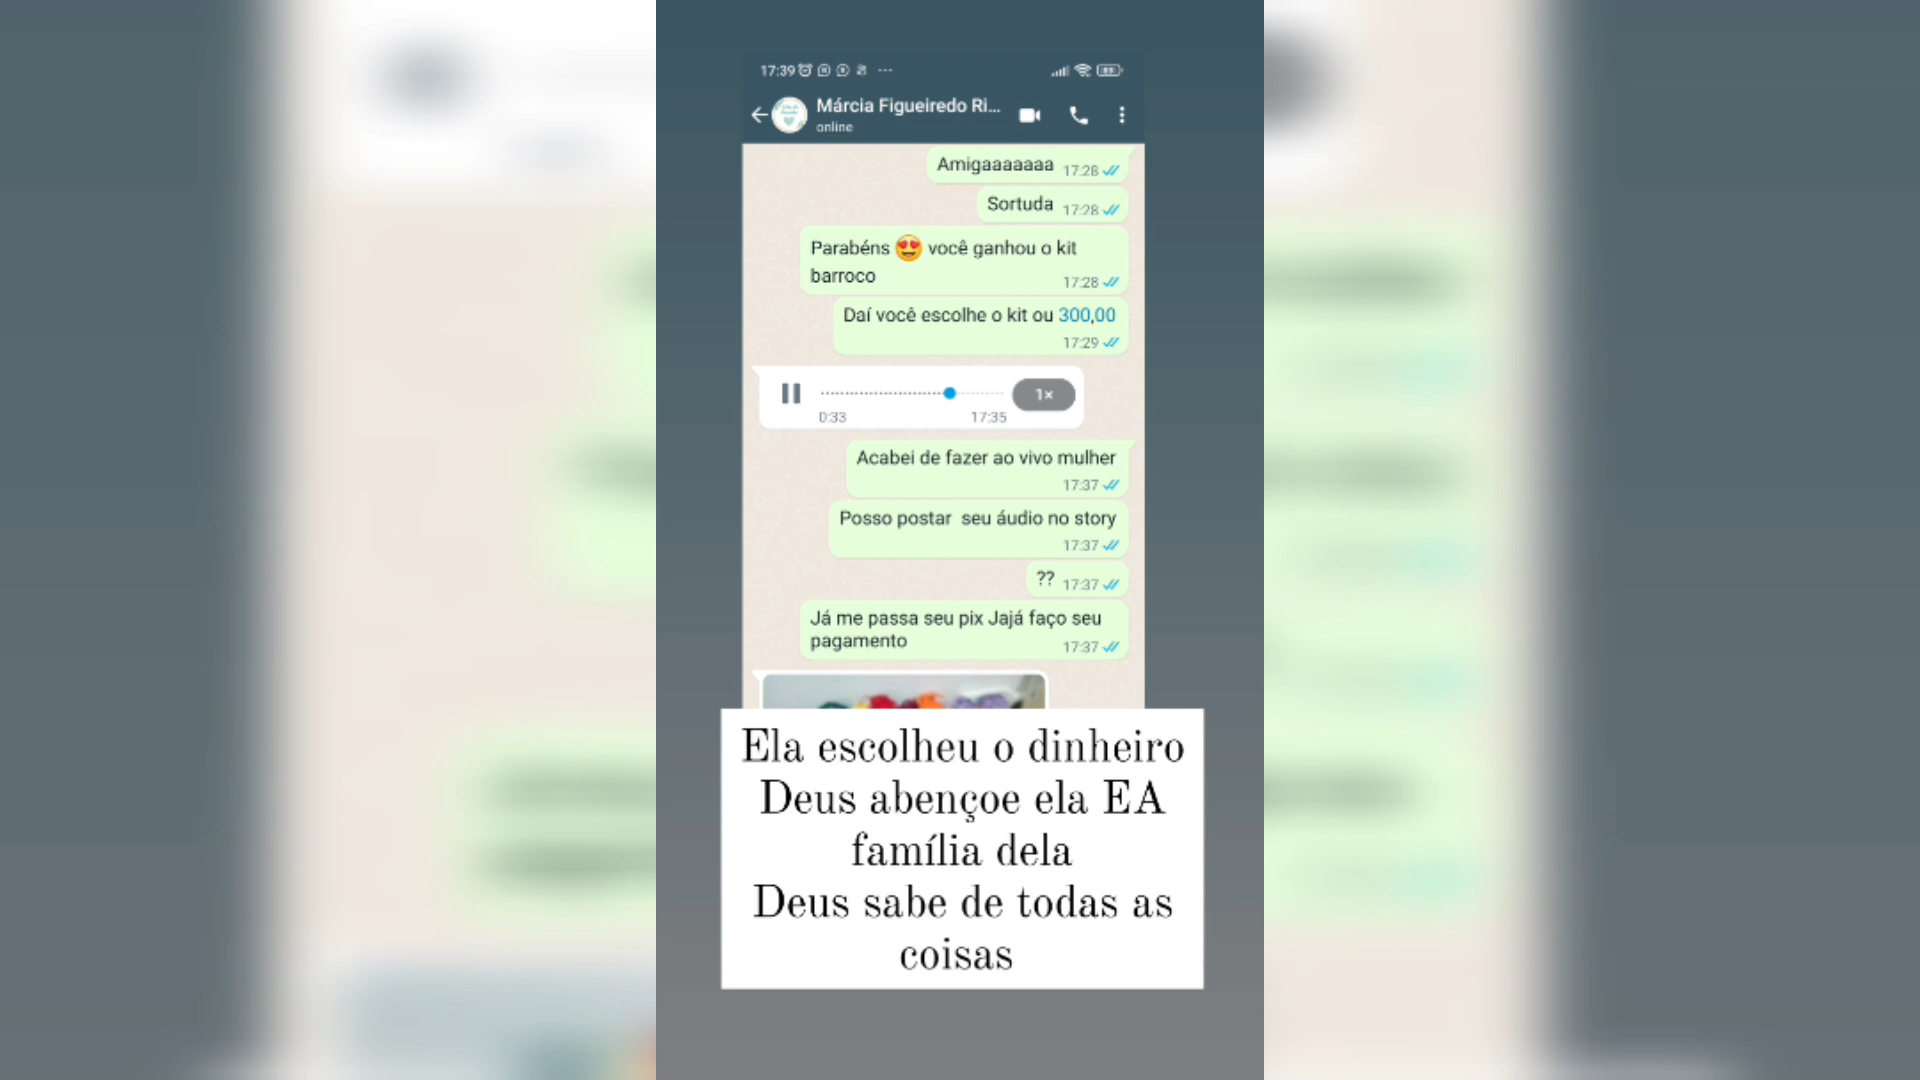 17:39
Márcia Figueiredo Ri...
online
Amigaaaaaaa 17:28
Sortuda 17:28
Parabéns 😍 você ganhou o kit
barroco 17:28
Daí você escolhe o kit ou 300,00
17:29
1×
0:33 17:35
Acabei de fazer ao vivo mulher
17:37
Posso postar seu áudio no story
17:37
?? 17:37
Já me passa seu pix Jajá faço seu
pagamento 17:37
Ela escolheu o dinheiro
Deus abençoe ela EA
família dela
Deus sabe de todas as
coisas